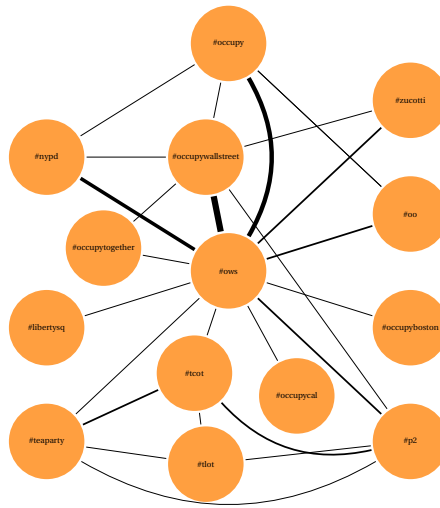 #occupy
#zucotti
#nypd
#occupywallstreet
#oo
#occupytogether
#ows
#libertysq
#occupyboston
#tcot
#occupycal
#teaparty
#tlot
#p2